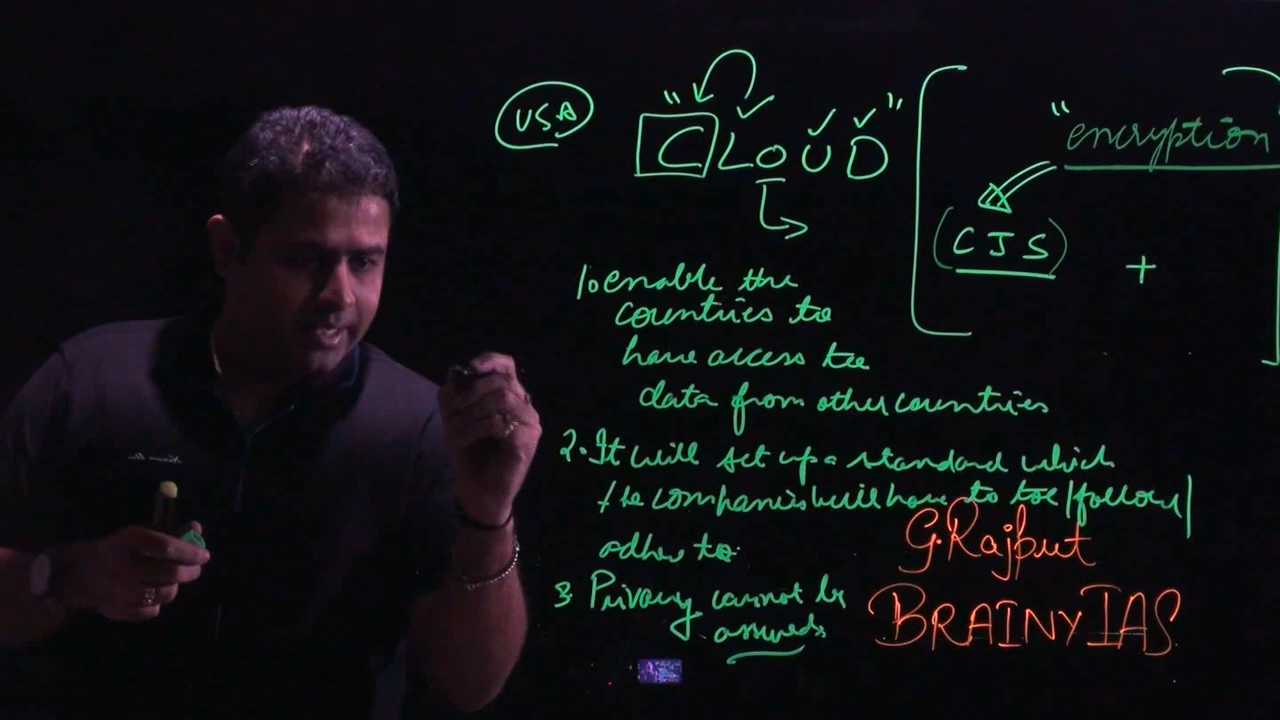 USA
" CLOUD "
"encryption
(CJS)
+
1. enable the
countries to
have access to
data from other countries
2. It will set up a standard which
the companies will have to toe/follow/
adhere to.
3 Privacy cannot be
assured.
G.Rajput
BRAINY IAS